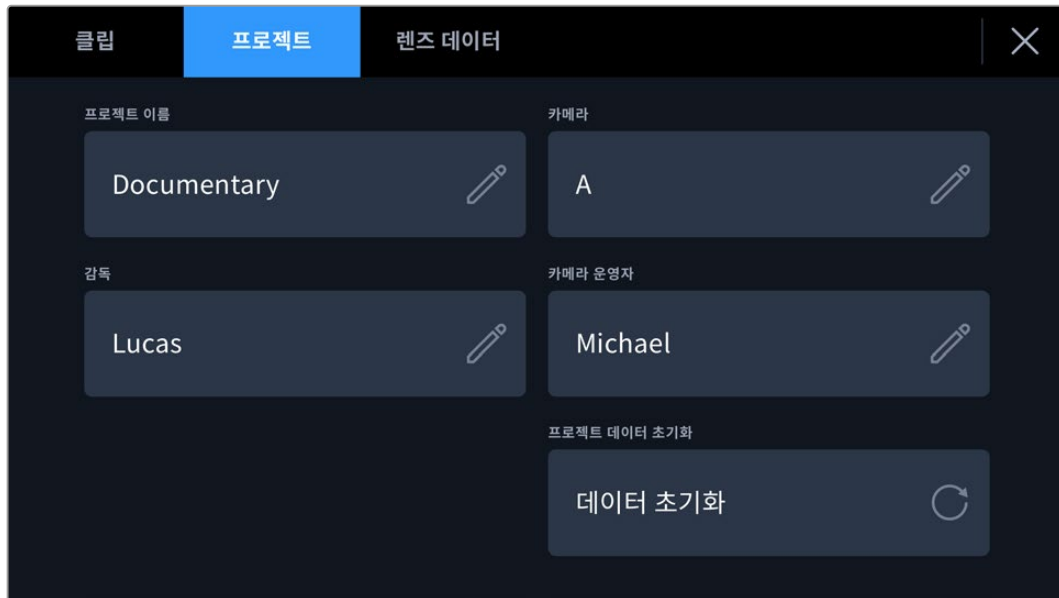 클립 프로젝트 렌즈 데이터
프로젝트 이름 카메라
Documentary A
감독 카메라 운영자
Lucas Michael
프로젝트 데이터 초기화
데이터 초기화